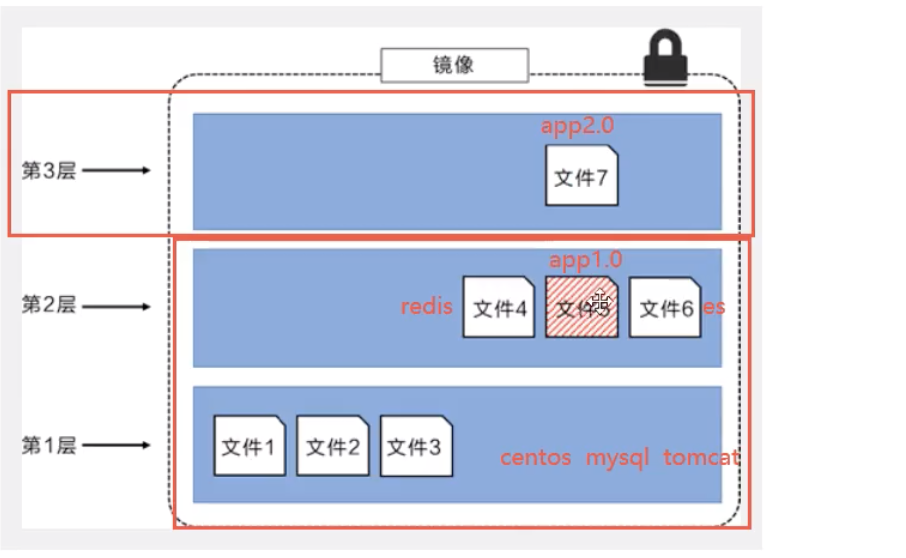 镜像
app2.0
第3层
文件7
app1.0
第2层
redis 文件4 文件5 文件6 es
第1层
文件1 文件2 文件3
centos mysql tomcat